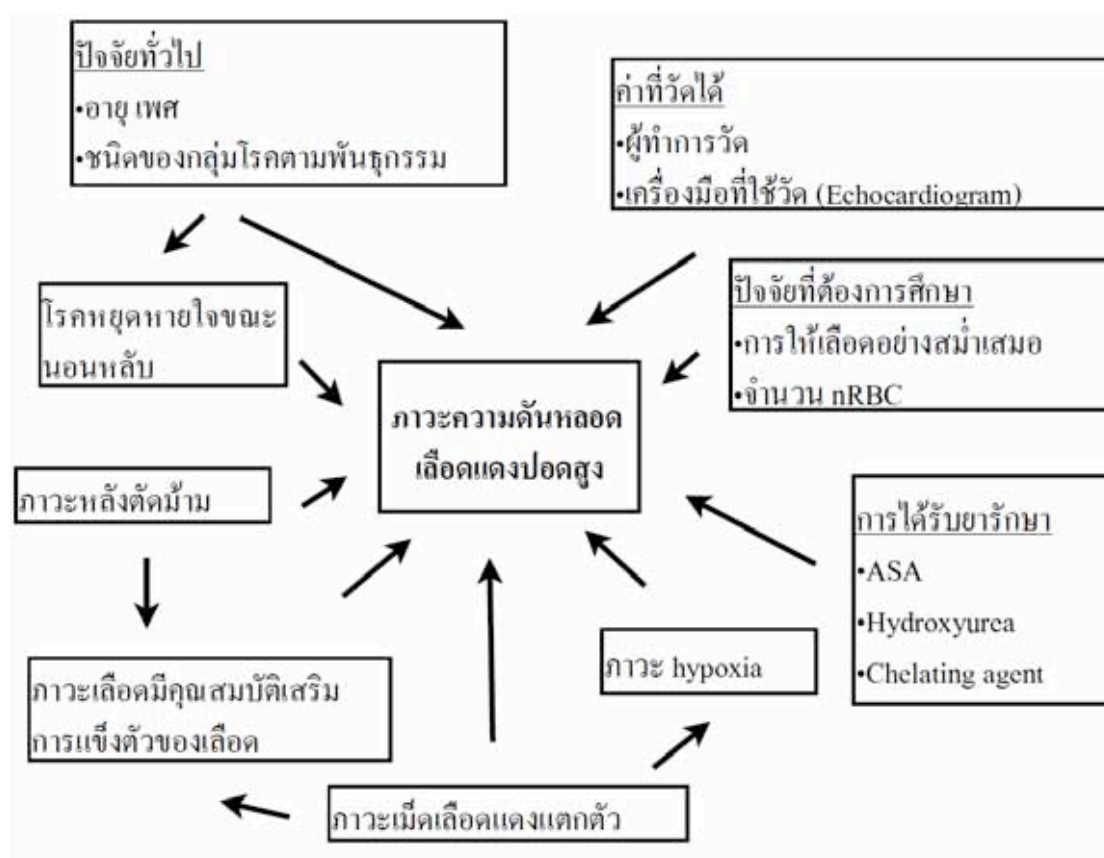 ปัจจัยทั่วไป
•อายุ เพศ
•ชนิดของกลุ่มโรคตามพันธุกรรม
ค่าที่วัดได้
•ผู้ทำการวัด
•เครื่องมือที่ใช้วัด (Echocardiogram)
โรคหยุดหายใจขณะ
นอนหลับ
ปัจจัยที่ต้องการศึกษา
•การให้เลือดอย่างสม่ำเสมอ
•จำนวน nRBC
ภาวะความดันหลอด
เลือดแดงปอดสูง
ภาวะหลังตัดม้าม
การได้รับยารักษา
•ASA
•Hydroxyurea
•Chelating agent
ภาวะเลือดมีคุณสมบัติเสริม
การแข็งตัวของเลือด
ภาวะ hypoxia
ภาวะเม็ดเลือดแดงแตกตัว